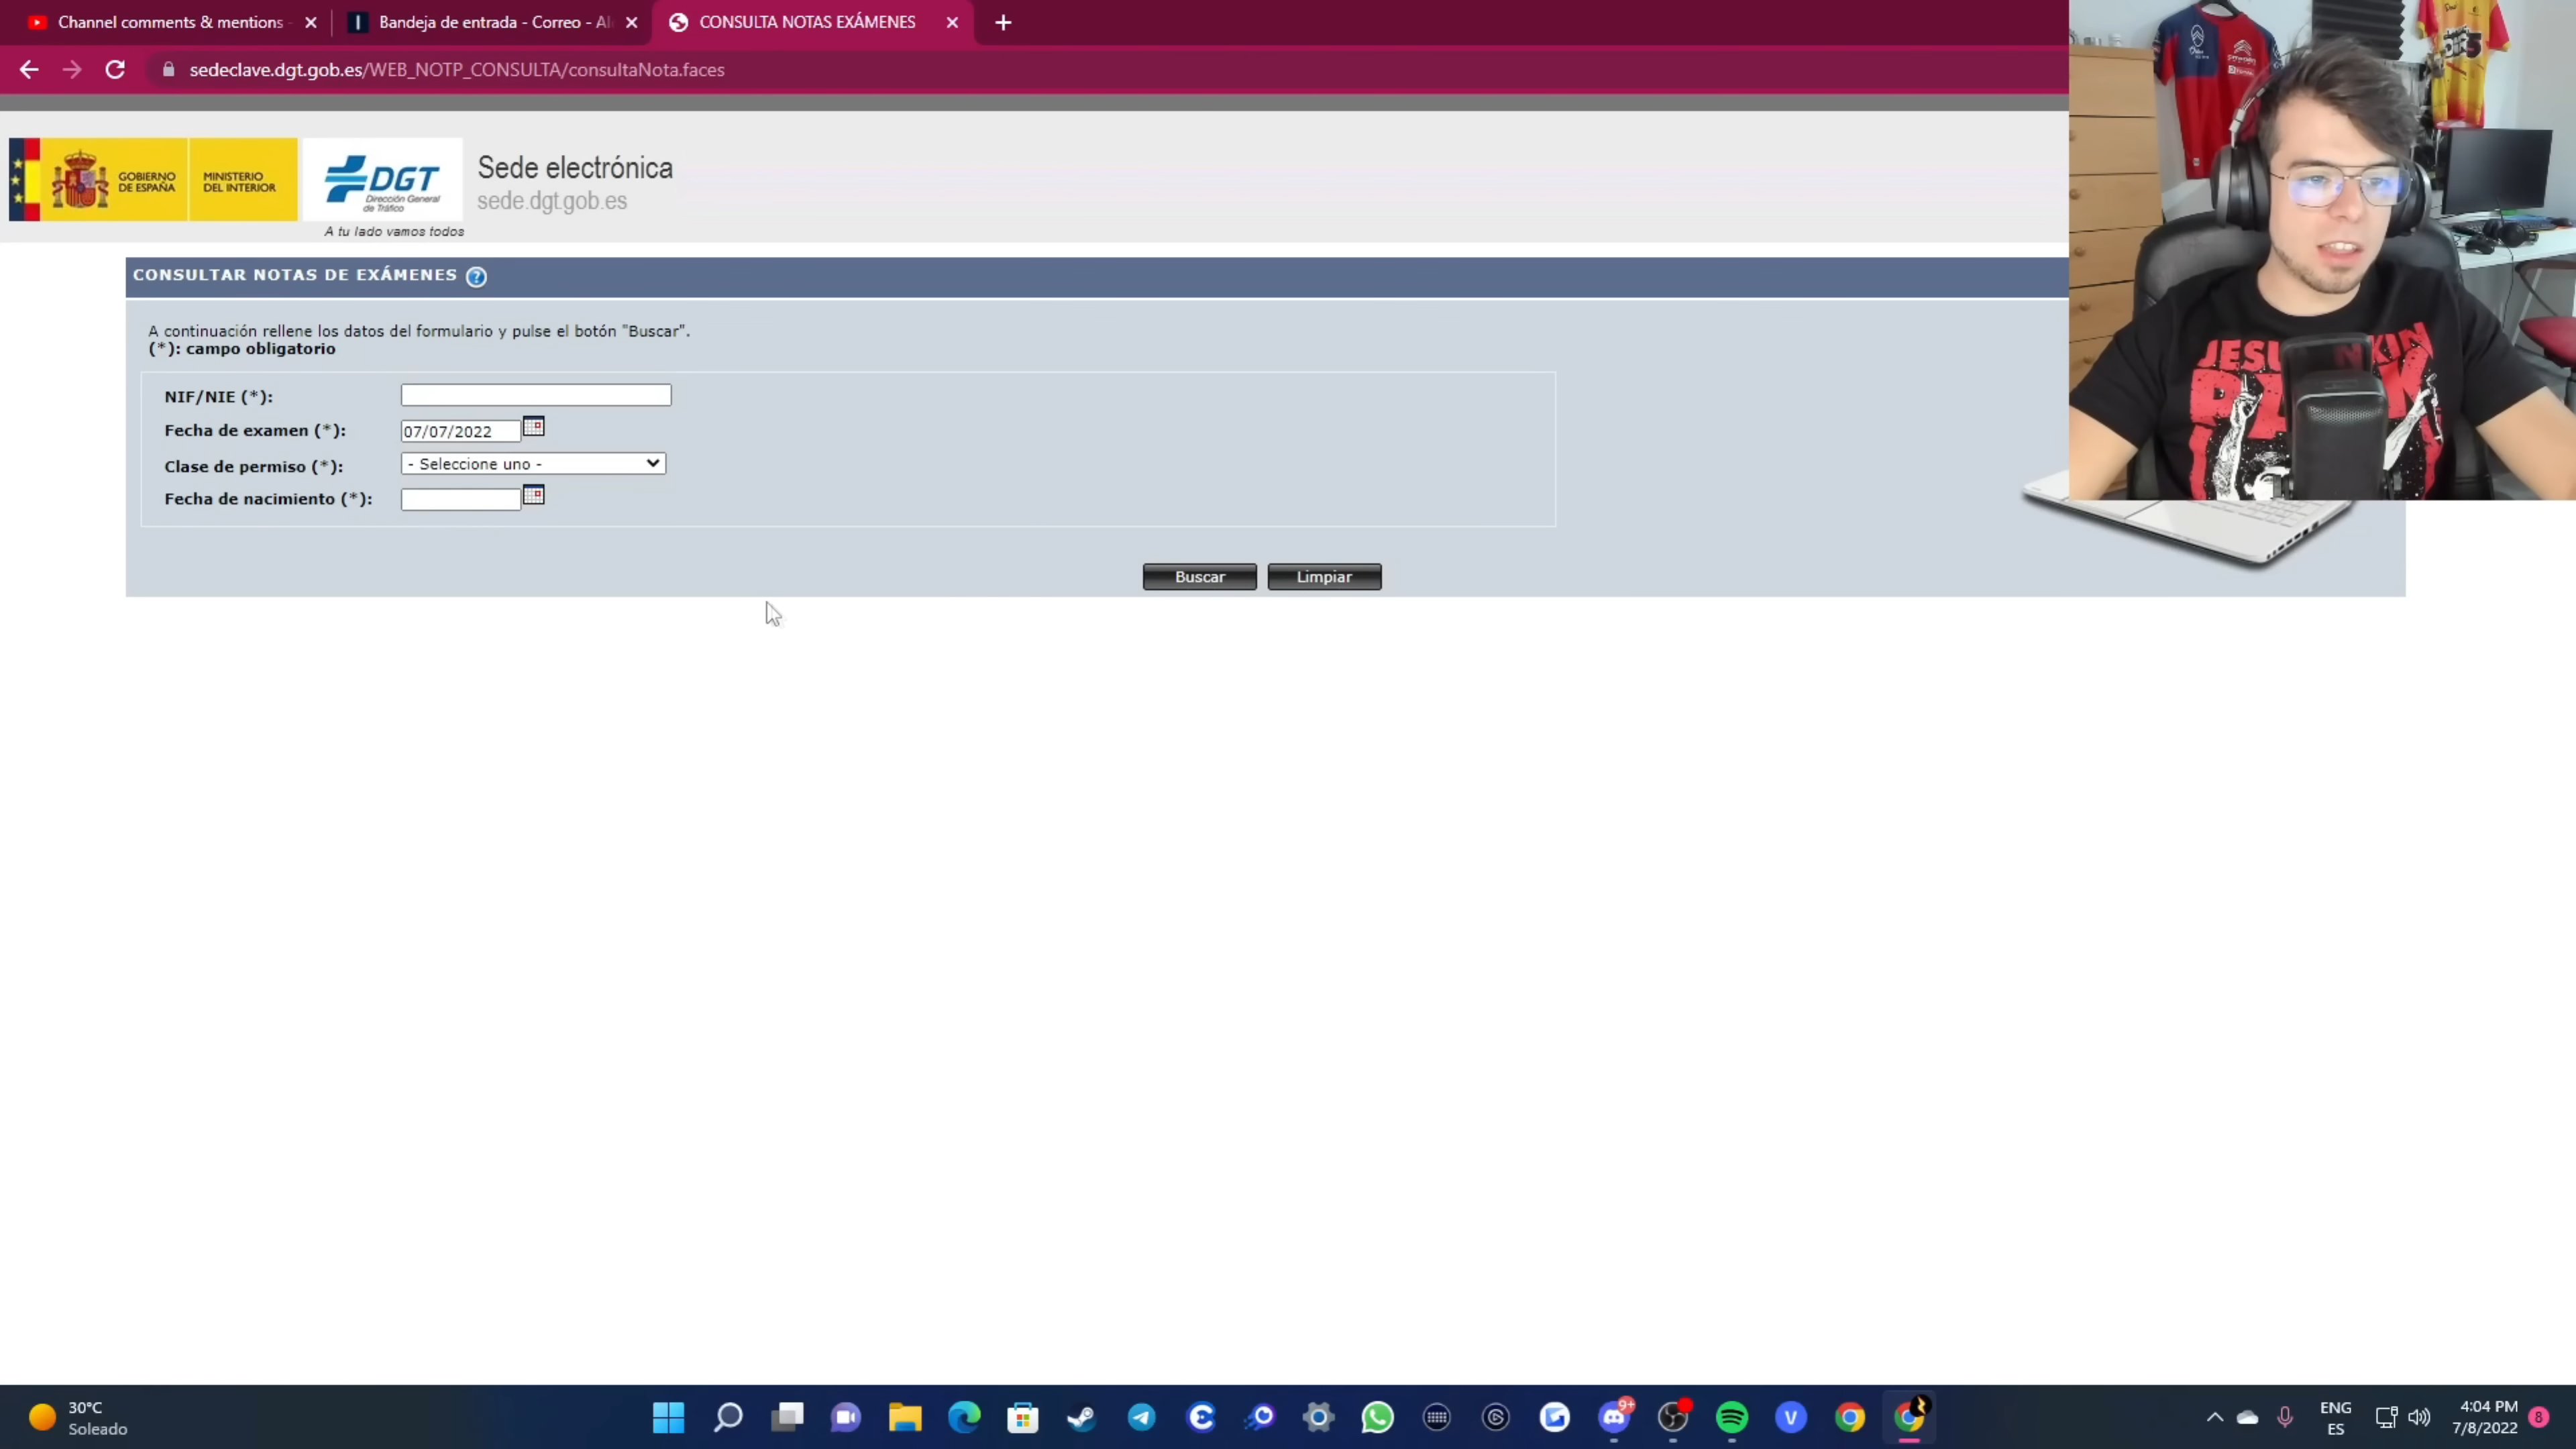 Channel comments & mentions
Bandeja de entrada - Correo - Al
CONSULTA NOTAS EXÁMENES
sedeclave.dgt.gob.es/WEB_NOTP_CONSULTA/consultaNota.faces
GOBIERNO
DE ESPAÑA
MINISTERIO
DEL INTERIOR
DGT
Dirección General
de Tráfico
A tu lado vamos todos
Sede electrónica
sede.dgt.gob.es
CONSULTAR NOTAS DE EXÁMENES ?
A continuación rellene los datos del formulario y pulse el botón "Buscar".
(*): campo obligatorio
NIF/NIE (*):
Fecha de examen (*): 07/07/2022
Clase de permiso (*): - Seleccione uno -
Fecha de nacimiento (*):
Buscar Limpiar
30°C
Soleado
9+
V
ENG
ES
4:04 PM
7/8/2022
8